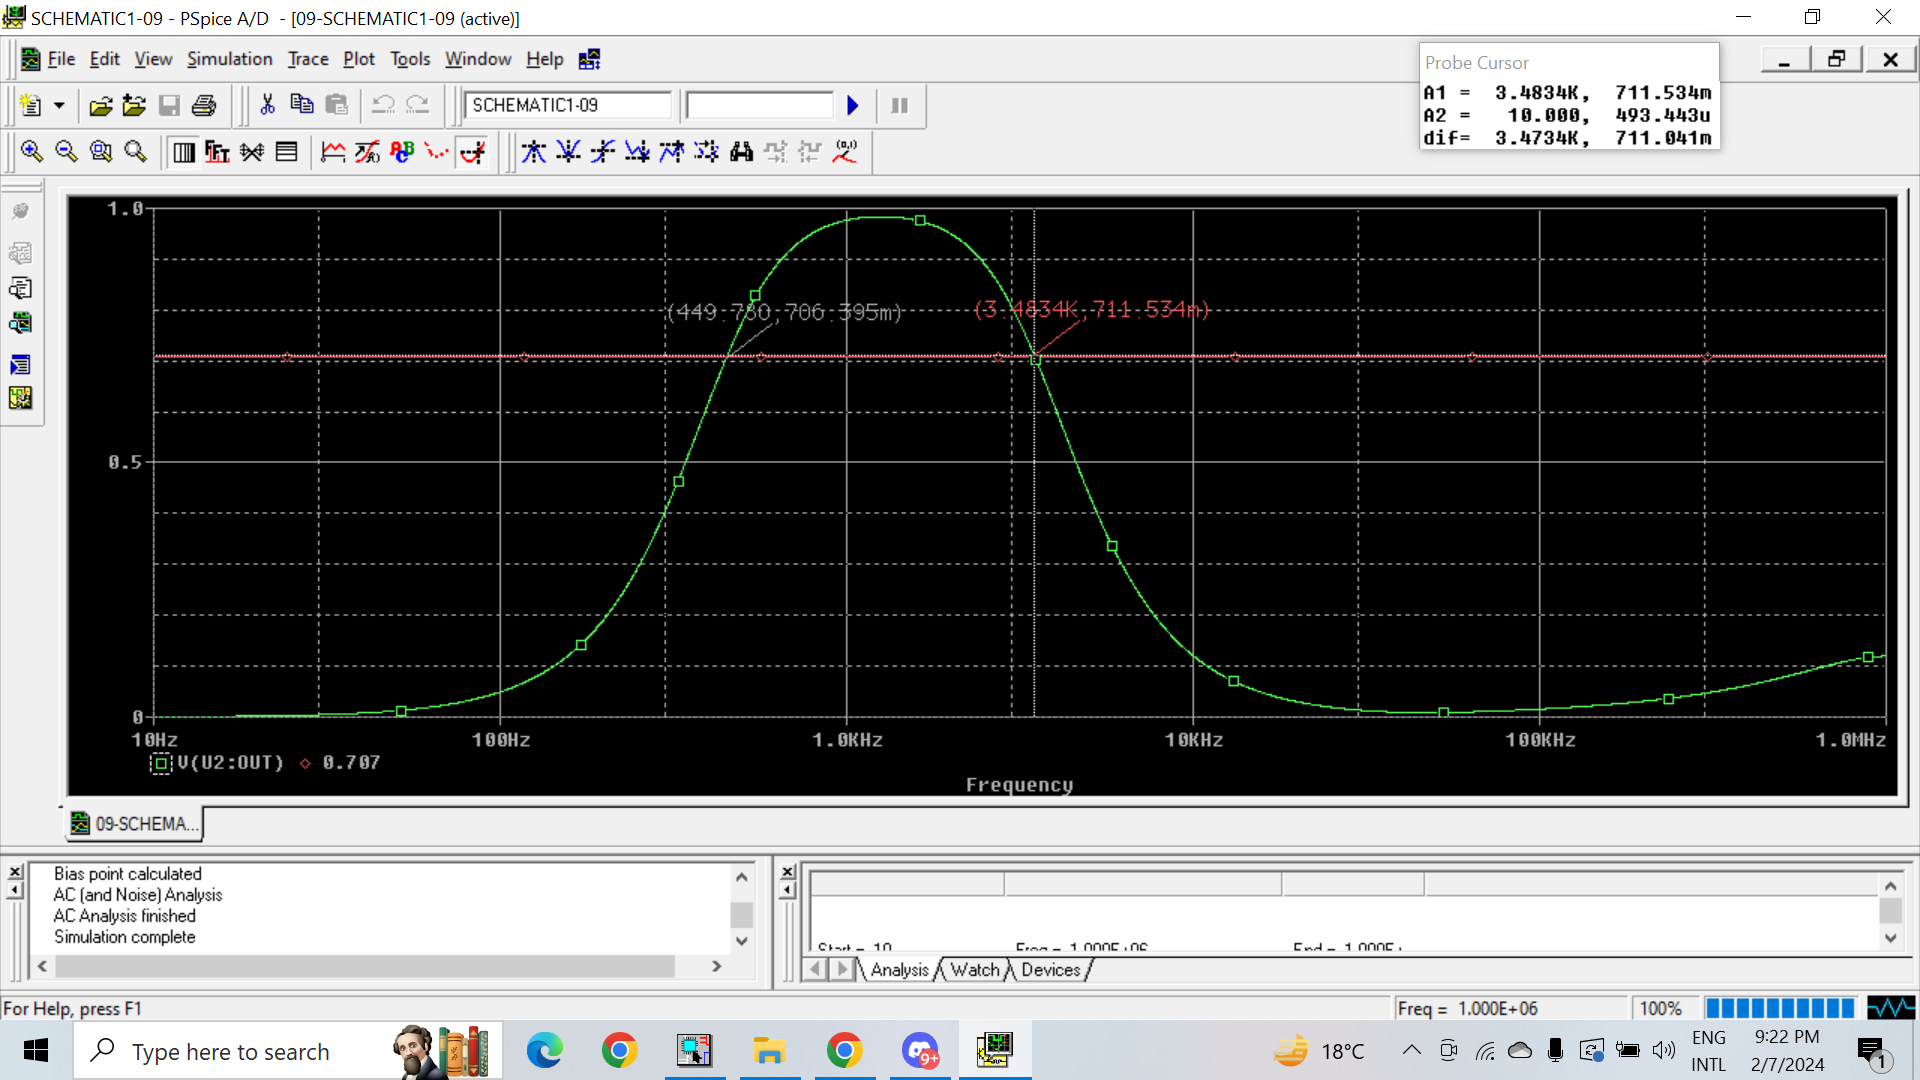 SCHEMATIC1-09 - PSpice A/D - [09-SCHEMATIC1-09 (active)]
File Edit View Simulation Trace Plot Tools Window Help
Probe Cursor
A1 = 3.4834K, 711.534m
A2 = 10.000, 493.443u
dif= 3.4734K, 711.041m
SCHEMATIC1-09
1.0
(449.780,706.395m)
(3.4834K,711.534m)
0.5
0
10Hz 100Hz 1.0KHz 10KHz 100KHz 1.0MHz
V(U2:OUT) 0.707
Frequency
09-SCHEMA...
Bias point calculated
AC (and Noise) Analysis
AC Analysis finished
Simulation complete
Start = 10 Freq = 1.000E+06 End = 1.000E+
Analysis Watch Devices
For Help, press F1
Freq = 1.000E+06 100%
Type here to search
9+
18°C
ENG
INTL
9:22 PM
2/7/2024
1